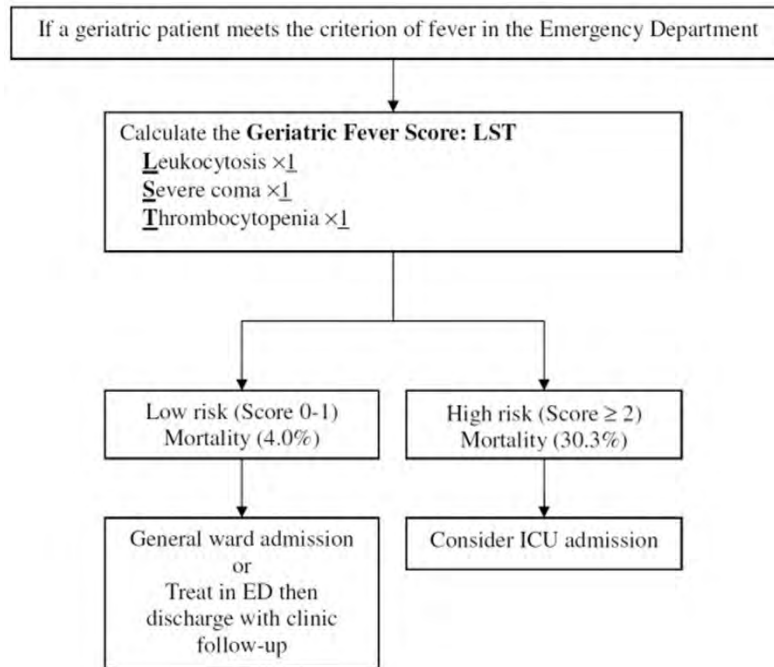 If a geriatric patient meets the criterion of fever in the Emergency Department
Calculate the Geriatric Fever Score: LST
Leukocytosis ×1
Severe coma ×1
Thrombocytopenia ×1
Low risk (Score 0-1)
Mortality (4.0%)
High risk (Score ≥ 2)
Mortality (30.3%)
General ward admission
or
Treat in ED then
discharge with clinic
follow-up
Consider ICU admission